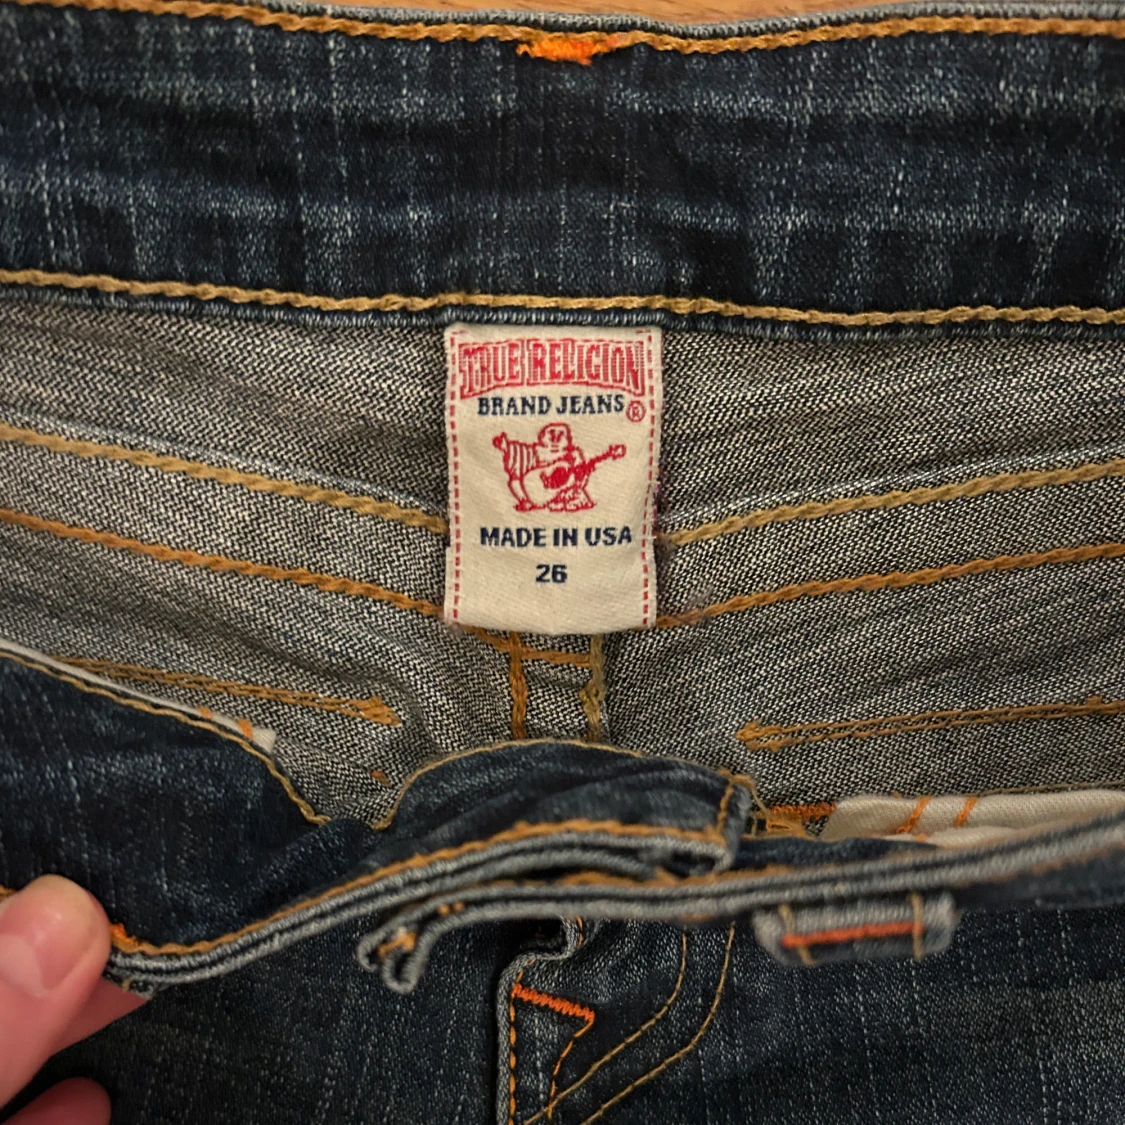 TRUE RELIGION
BRAND JEANS ®
MADE IN USA
26